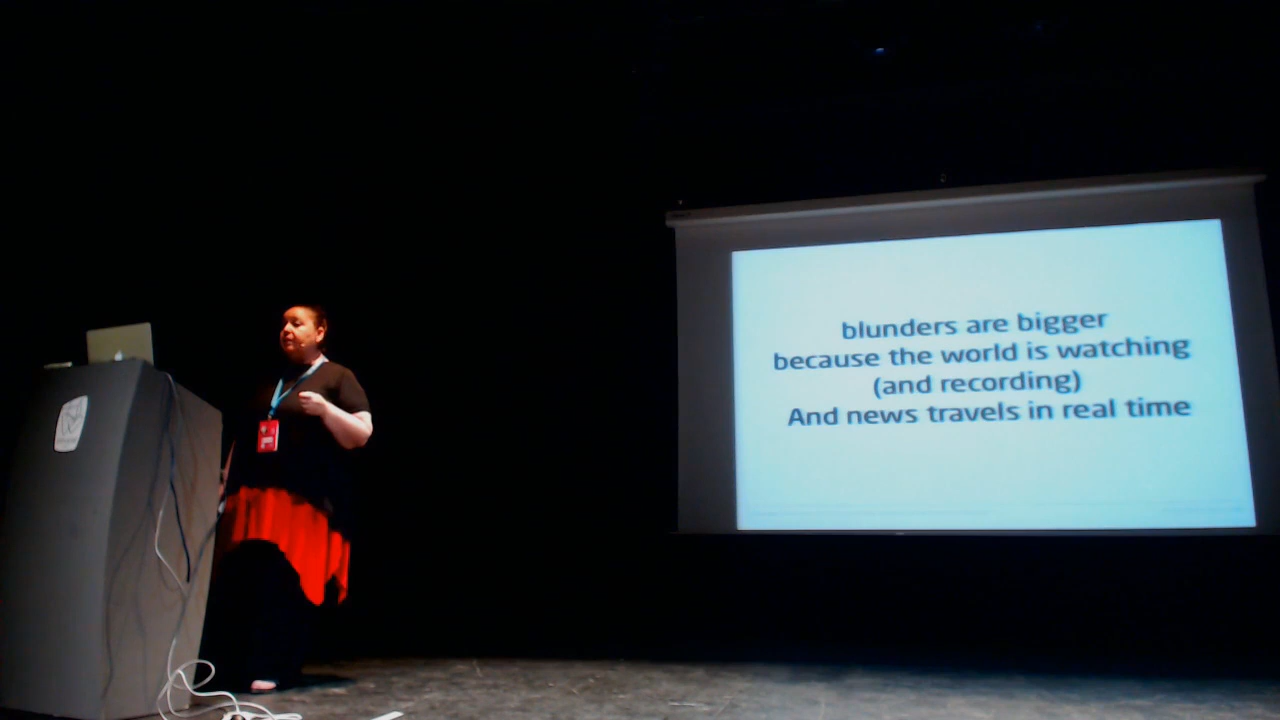 blunders are bigger
because the world is watching
(and recording)
And news travels in real time